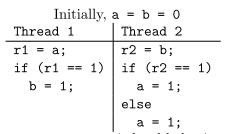 Initially, a = b = 0
Thread 1 Thread 2
r1 = a; r2 = b;
if (r1 == 1) if (r2 == 1)
b = 1; a = 1;
else
a = 1;